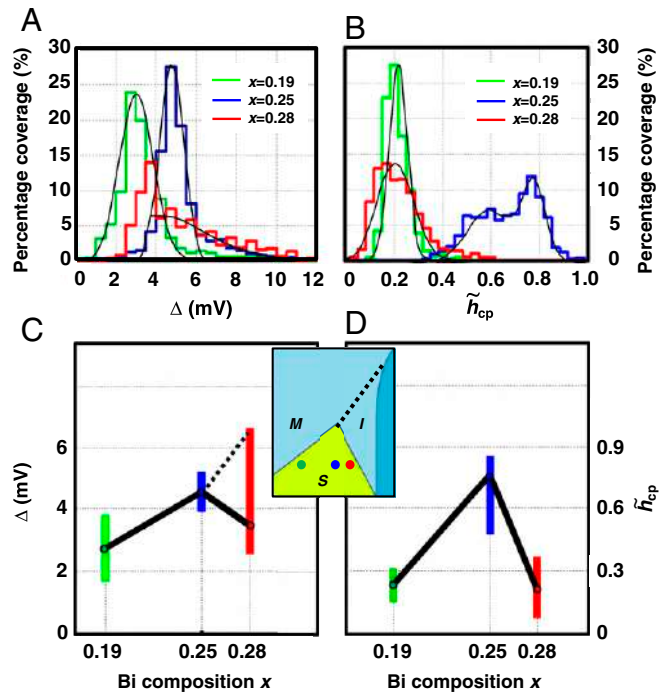 A
B
30
25
20
15
10
5
0
Percentage coverage (%)
x=0.19
x=0.25
x=0.28
0 2 4 6 8 10 12
Δ (mV)
x=0.19
x=0.25
x=0.28
30
25
20
15
10
5
0
Percentage coverage (%)
0 0.2 0.4 0.6 0.8 1.0
h̃cp
C
D
6
4
2
0
Δ (mV)
0.19 0.25 0.28
Bi composition x
M
I
S
0.9
0.6
0.3
0
h̃cp
0.19 0.25 0.28
Bi composition x